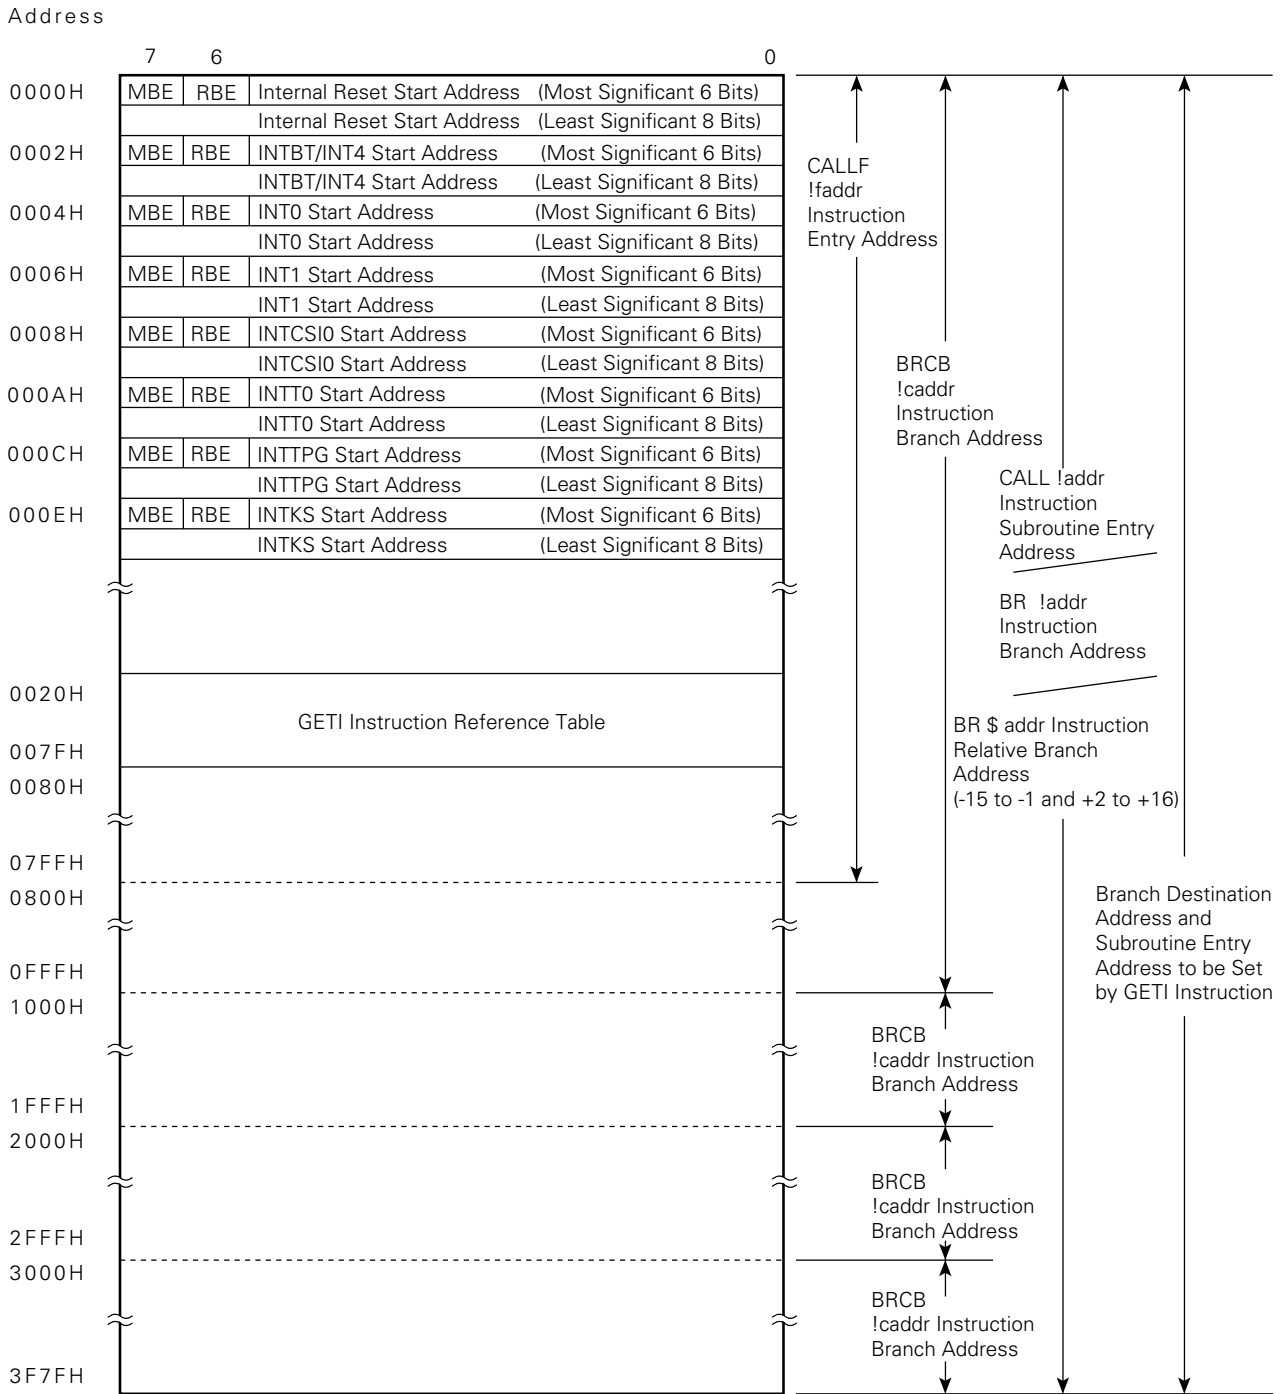 Address
7 6 0
0000H MBE RBE Internal Reset Start Address (Most Significant 6 Bits)
Internal Reset Start Address (Least Significant 8 Bits)
0002H MBE RBE INTBT/INT4 Start Address (Most Significant 6 Bits)
INTBT/INT4 Start Address (Least Significant 8 Bits)
0004H MBE RBE INT0 Start Address (Most Significant 6 Bits)
INT0 Start Address (Least Significant 8 Bits)
0006H MBE RBE INT1 Start Address (Most Significant 6 Bits)
INT1 Start Address (Least Significant 8 Bits)
0008H MBE RBE INTCSI0 Start Address (Most Significant 6 Bits)
INTCSI0 Start Address (Least Significant 8 Bits)
000AH MBE RBE INTT0 Start Address (Most Significant 6 Bits)
INTT0 Start Address (Least Significant 8 Bits)
000CH MBE RBE INTTPG Start Address (Most Significant 6 Bits)
INTTPG Start Address (Least Significant 8 Bits)
000EH MBE RBE INTKS Start Address (Most Significant 6 Bits)
INTKS Start Address (Least Significant 8 Bits)
0020H
GETI Instruction Reference Table
007FH
0080H
07FFH
0800H
0FFFH
1000H
1FFFH
2000H
2FFFH
3000H
3F7FH
CALLF
!faddr
Instruction
Entry Address
BRCB
!caddr
Instruction
Branch Address
CALL !addr
Instruction
Subroutine Entry
Address
BR !addr
Instruction
Branch Address
BR $ addr Instruction
Relative Branch
Address
(-15 to -1 and +2 to +16)
Branch Destination
Address and
Subroutine Entry
Address to be Set
by GETI Instruction
BRCB
!caddr Instruction
Branch Address
BRCB
!caddr Instruction
Branch Address
BRCB
!caddr Instruction
Branch Address